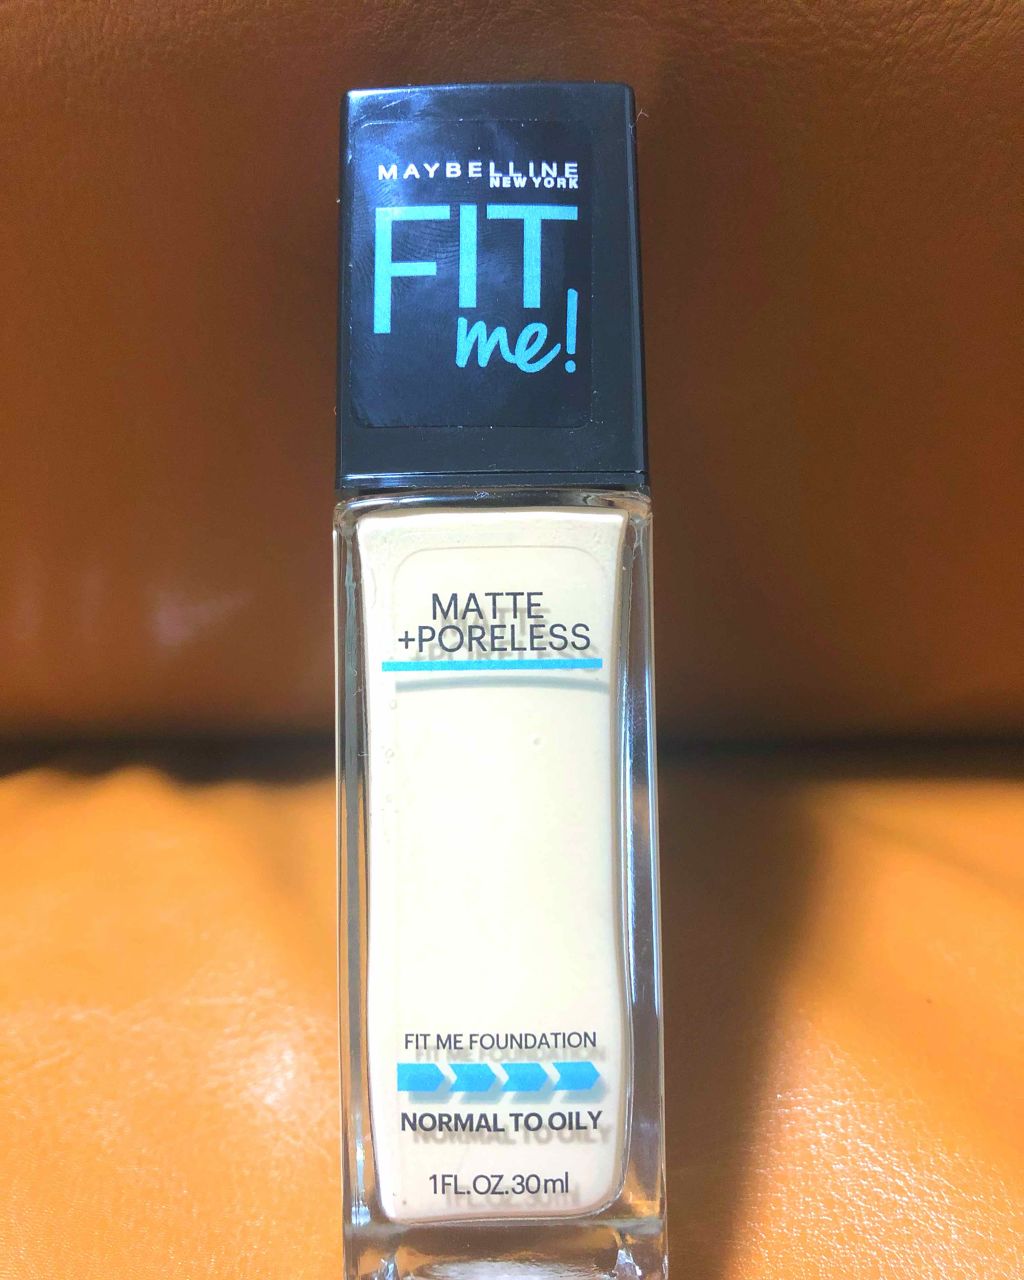 MAYBELLINE
NEW YORK
FIT
me!
MATTE
+PORELESS
FIT ME FOUNDATION
NORMAL TO OILY
1FL.OZ.30ml